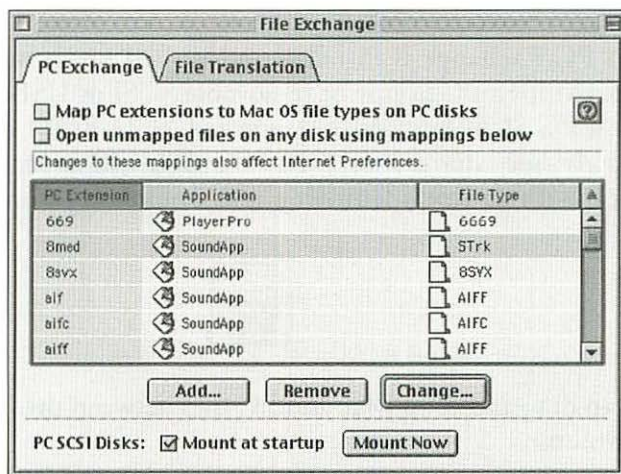 File Exchange
PC Exchange File Translation
Map PC extensions to Mac OS file types on PC disks
Open unmapped files on any disk using mappings below
Changes to these mappings also affect Internet Preferences.
PC Extension Application File Type
669 PlayerPro 6669
8med SoundApp STrk
8svx SoundApp 8SVX
aif SoundApp AIFF
aifc SoundApp AIFC
aiff SoundApp AIFF
Add... Remove Change...
PC SCSI Disks: Mount at startup Mount Now